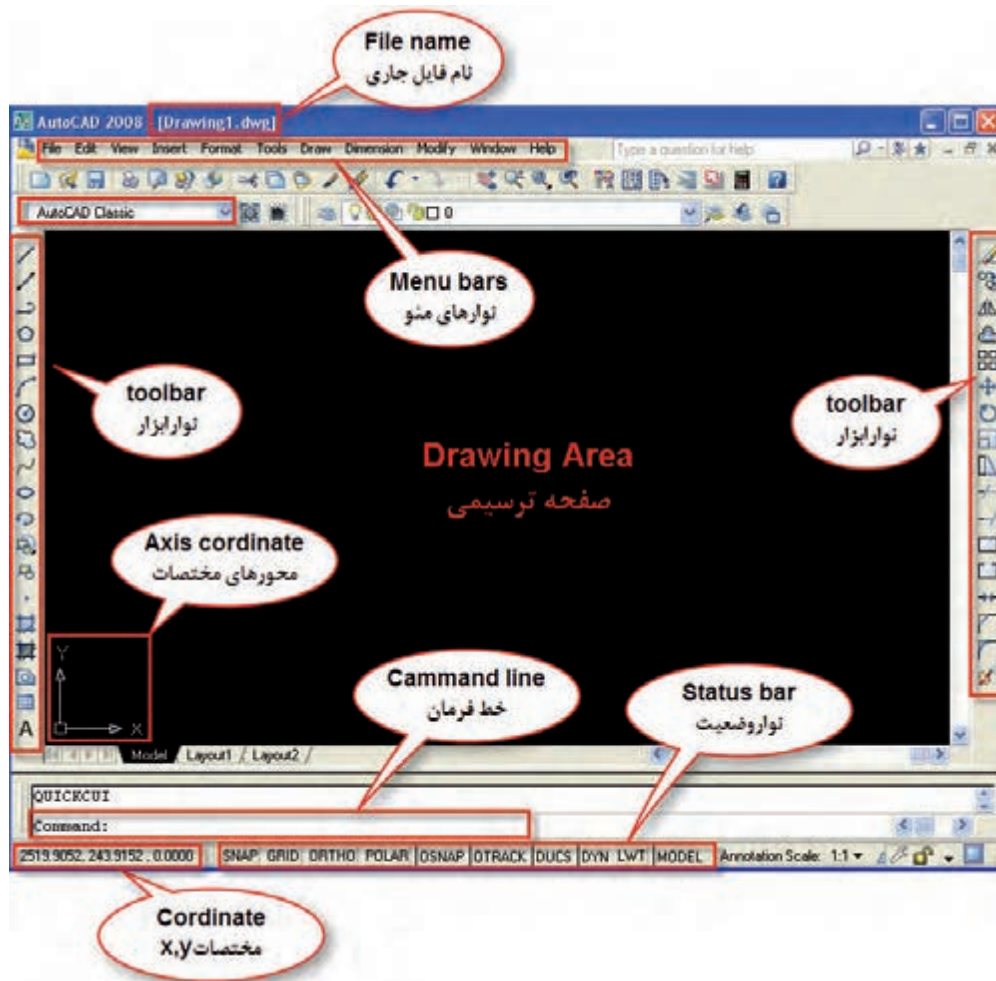 File name
نام فایل جاری
AutoCAD 2008 - [Drawing1.dwg]
File Edit View Insert Format Tools Draw Dimension Modify Window Help
Type a question for help
AutoCAD Classic
0
Menu bars
نوارهای منو
toolbar
نوارابزار
toolbar
نوارابزار
Drawing Area
صفحه ترسیمی
Axis cordinate
محورهای مختصات
Y
X
A
Cammand line
خط فرمان
Status bar
نواروضعیت
Model Layout1 Layout2
QUICKCUI
Command:
2519.9052, 243.9152 , 0.0000 SNAP GRID ORTHO POLAR OSNAP OTRACK DUCS DYN LWT MODEL Annotation Scale: 1:1
Cordinate
مختصات x,y